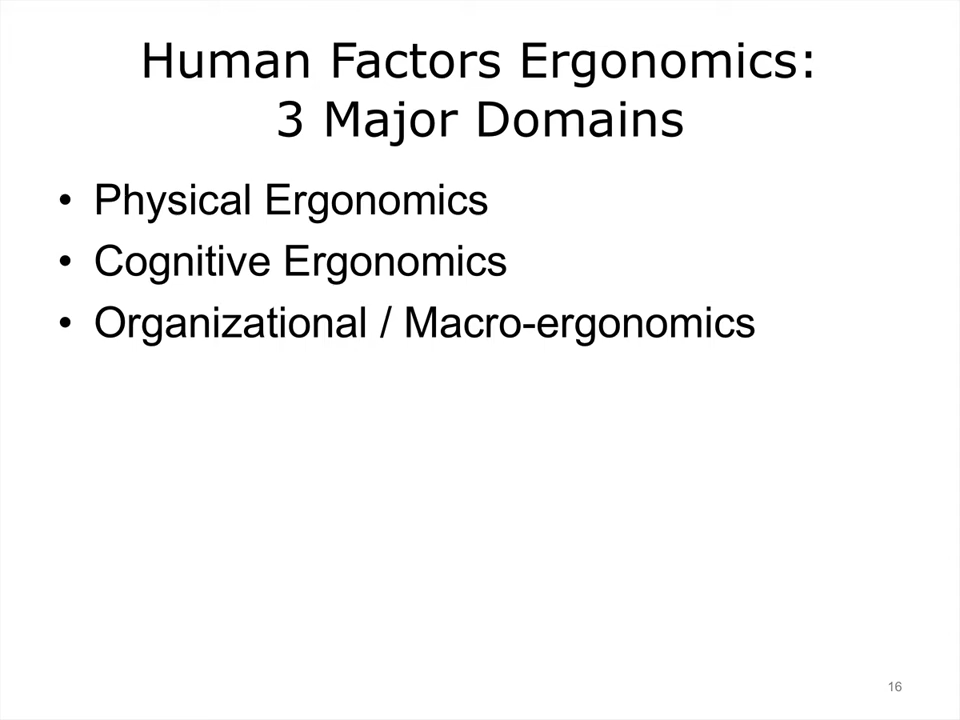 Human Factors Ergonomics:
3 Major Domains
• Physical Ergonomics
• Cognitive Ergonomics
• Organizational / Macro-ergonomics
16